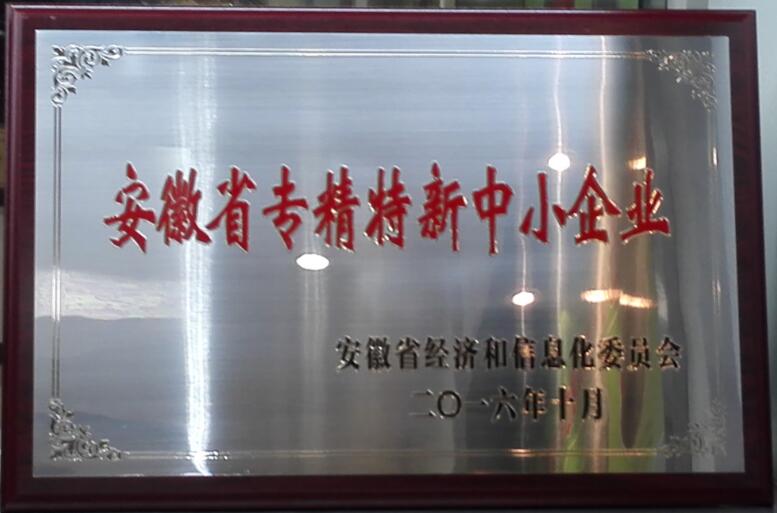 安徽省专精特新中小企业
安徽省经济和信息化委员会
二〇一六年十月